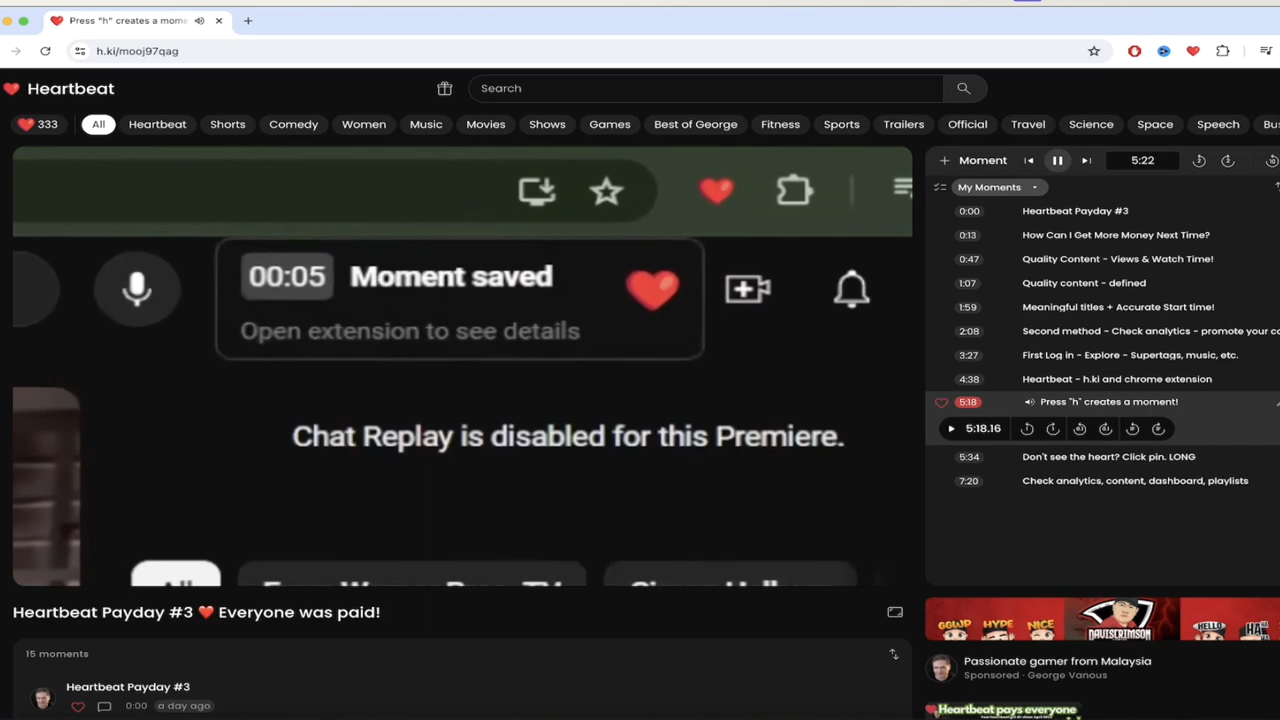 Press "h" creates a mome
h.ki/mooj97qag
Heartbeat
Search
333
All
Heartbeat
Shorts
Comedy
Women
Music
Movies
Shows
Games
Best of George
Fitness
Sports
Trailers
Official
Travel
Science
Space
Speech
Bus
00:05 Moment saved
Open extension to see details
Chat Replay is disabled for this Premiere.
All
Moment
5:22
My Moments
0:00 Heartbeat Payday #3
0:13 How Can I Get More Money Next Time?
0:47 Quality Content - Views & Watch Time!
1:07 Quality content - defined
1:59 Meaningful titles + Accurate Start time!
2:08 Second method - Check analytics - promote your co
3:27 First Log in - Explore - Supertags, music, etc.
4:38 Heartbeat - h.ki and chrome extension
5:18 Press "h" creates a moment!
5:18.16
5:34 Don't see the heart? Click pin. LONG
7:20 Check analytics, content, dashboard, playlists
Heartbeat Payday #3 ❤️ Everyone was paid!
15 moments
Heartbeat Payday #3
0:00 a day ago
GGWP
HYPE
NICE
DAVISCRIMSON
HELLO
HA
Passionate gamer from Malaysia
Sponsored · George Vanous
Heartbeat pays everyone